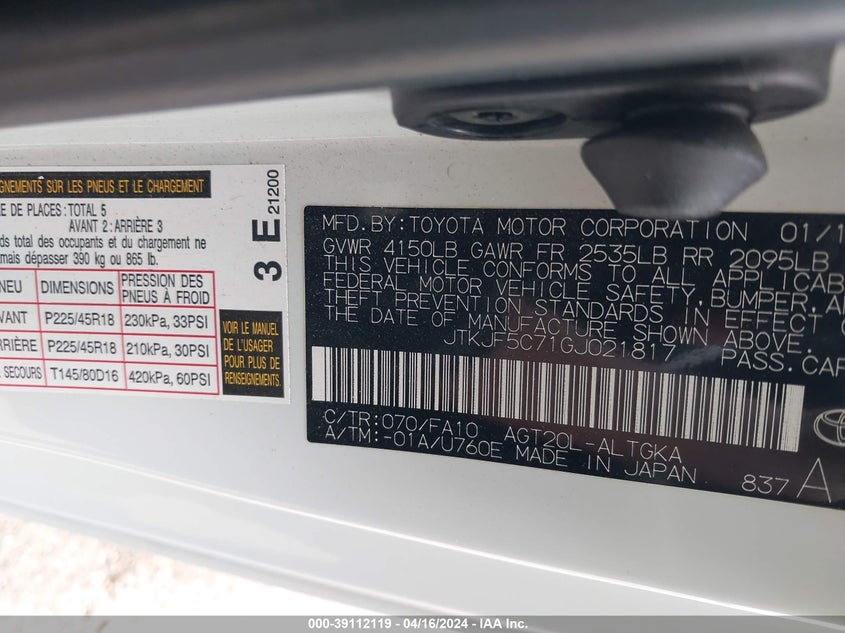 GNEMENTS SUR LES PNEUS ET LE CHARGEMENT
E DE PLACES: TOTAL 5
AVANT 2: ARRIÈRE 3
ds total des occupants et du chargement ne
mais dépasser 390 kg ou 865 lb.
NEU DIMENSIONS PRESSION DES PNEUS À FROID
VANT P225/45R18 230kPa, 33PSI
RRIÈRE P225/45R18 210kPa, 30PSI
SECOURS T145/80D16 420kPa, 60PSI
3 E 21200
VOIR LE MANUEL
DE L'USAGER
POUR PLUS DE
RENSEIGNEMENTS.
MFD.BY:TOYOTA MOTOR CORPORATION 01/1
GVWR 4150LB GAWR FR 2535LB RR 2095LB
THIS VEHICLE CONFORMS TO ALL APPLICAB
FEDERAL MOTOR VEHICLE SAFETY,BUMPER,AN
THEFT PREVENTION STANDARDS IN EFFECT O
THE DATE OF MANUFACTURE SHOWN ABOVE.
JTKJF5C71GJ021817 PASS.CAR
C/TR:070/FA10 AGT20L-ALTGKA
A/TM:-01A/U760E MADE IN JAPAN
837 A
000-39112119 - 04/16/2024 - IAA Inc.